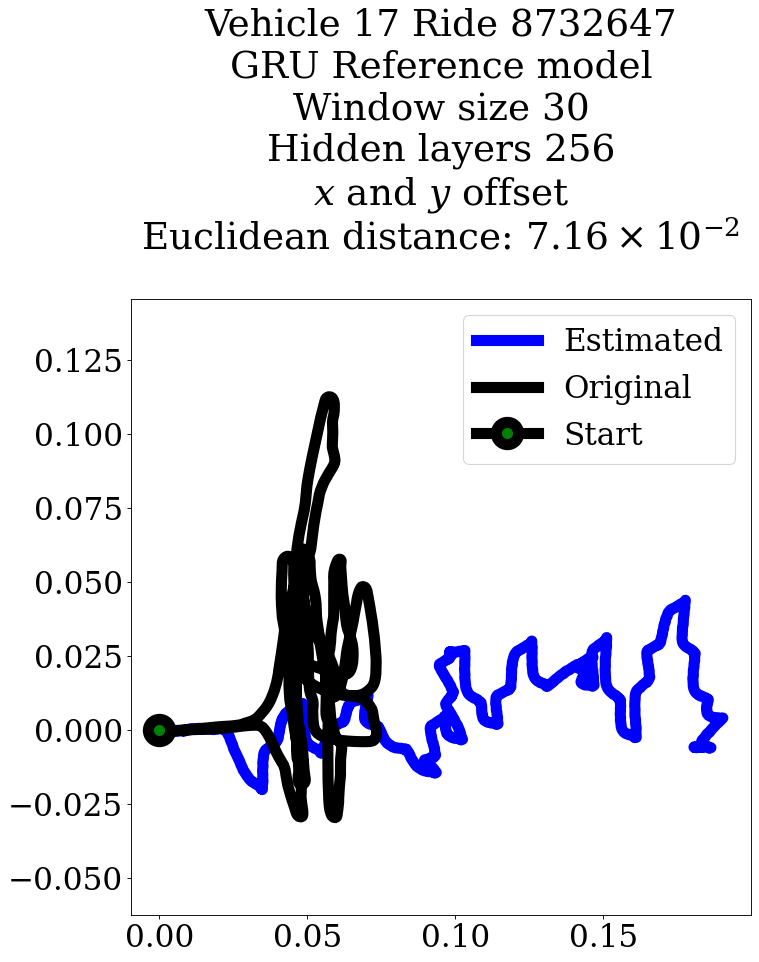 Vehicle 17 Ride 8732647
GRU Reference model
Window size 30
Hidden layers 256
x and y offset
Euclidean distance: 7.16 × 10⁻²
Estimated
Original
Start
0.125
0.100
0.075
0.050
0.025
0.000
−0.025
−0.050
0.00 0.05 0.10 0.15